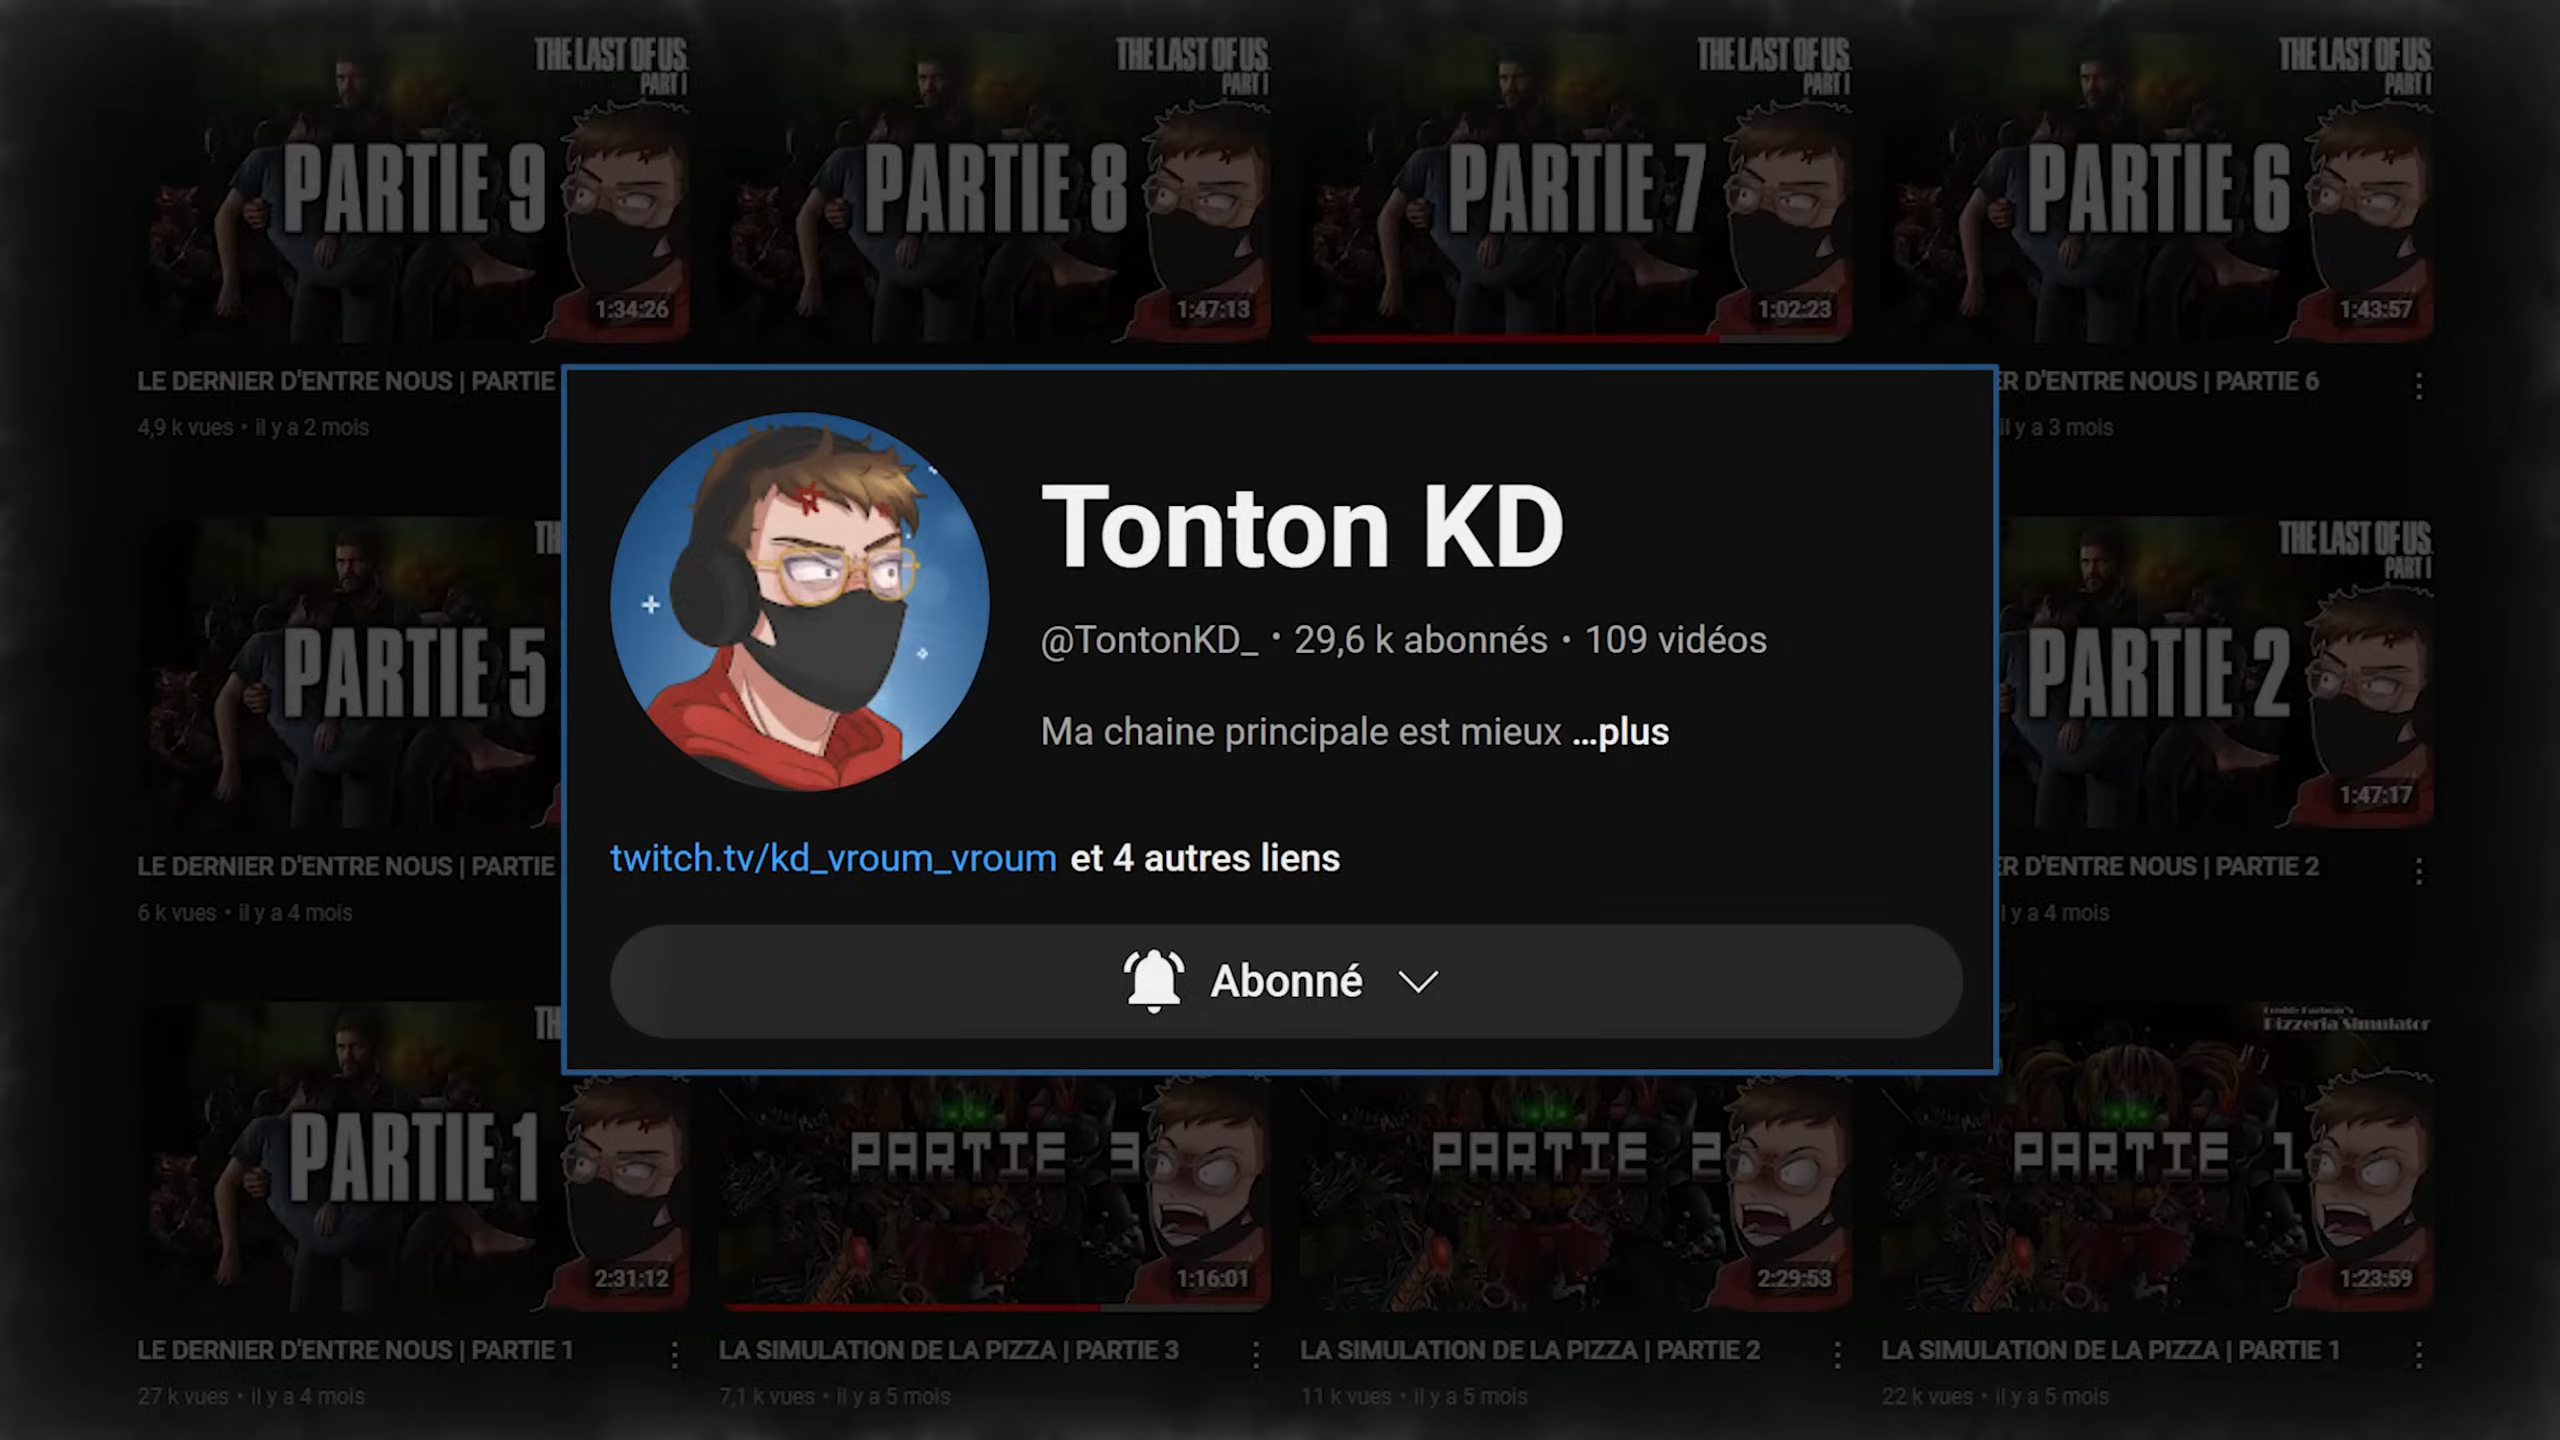 THE LAST OF US
PART I
THE LAST OF US
PART I
THE LAST OF US
PART I
THE LAST OF US
PART I
PARTIE 9
PARTIE 8
PARTIE 7
PARTIE 6
1:34:26
1:47:13
1:02:23
1:43:57
LE DERNIER D'ENTRE NOUS | PARTIE
ER D'ENTRE NOUS | PARTIE 6
4,9 k vues • il y a 2 mois
il y a 3 mois
Tonton KD
@TontonKD_ • 29,6 k abonnés • 109 vidéos
Ma chaine principale est mieux ...plus
twitch.tv/kd_vroum_vroum et 4 autres liens
Abonné
TH
THE LAST OF US
PART I
PARTIE 5
PARTIE 2
1:47:17
LE DERNIER D'ENTRE NOUS | PARTIE
ER D'ENTRE NOUS | PARTIE 2
6 k vues • il y a 4 mois
l y a 4 mois
TH
Freddy Fazbear's
Pizzeria Simulator
PARTIE 1
PARTIE 3
PARTIE 2
PARTIE 1
2:31:12
1:16:01
2:29:53
1:23:59
LE DERNIER D'ENTRE NOUS | PARTIE 1
LA SIMULATION DE LA PIZZA | PARTIE 3
LA SIMULATION DE LA PIZZA | PARTIE 2
LA SIMULATION DE LA PIZZA | PARTIE 1
27 k vues • il y a 4 mois
7,1 k vues • il y a 5 mois
11 k vues • il y a 5 mois
22 k vues • il y a 5 mois